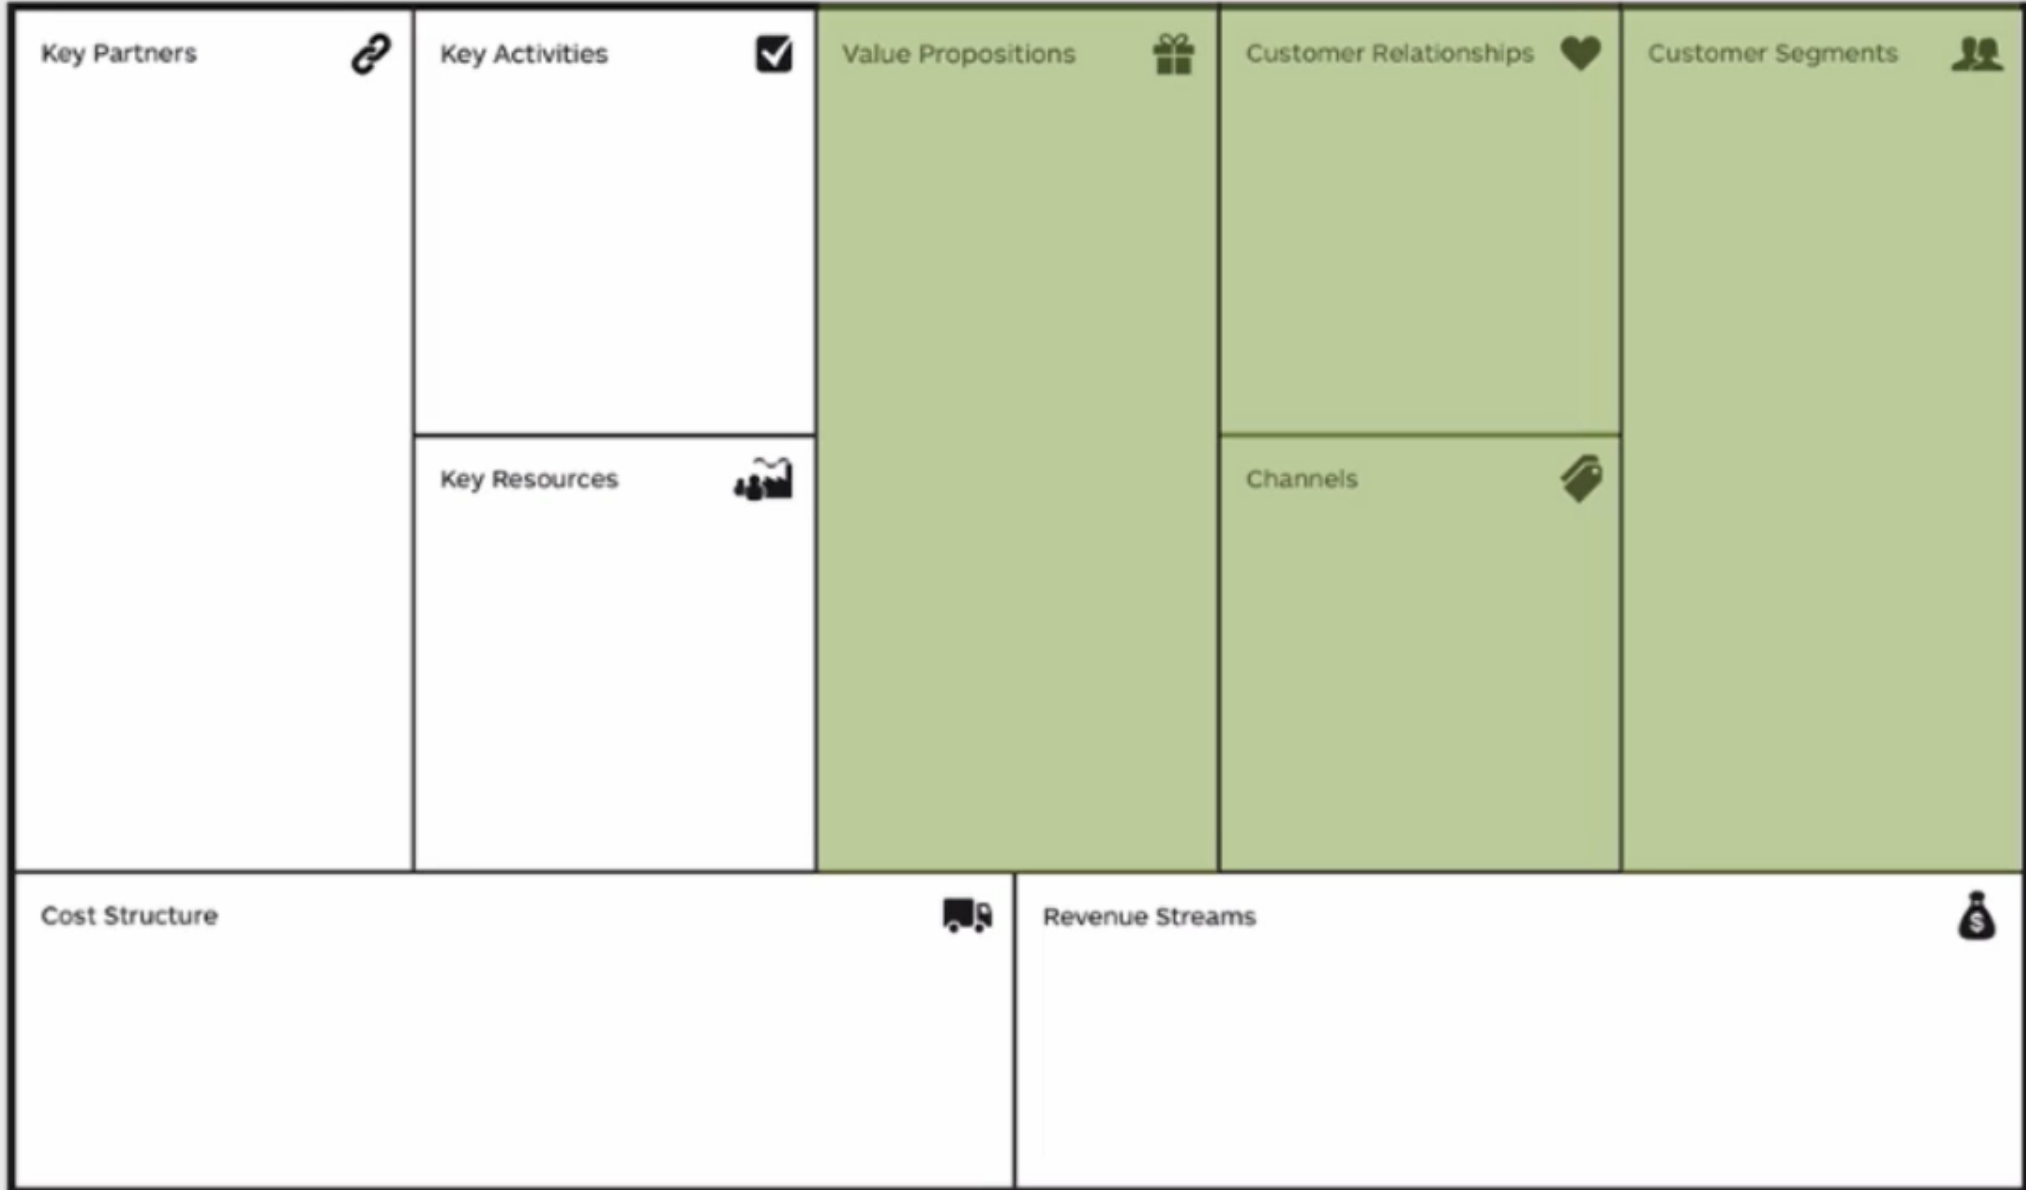 Key Partners
Key Activities
Value Propositions
Customer Relationships
Customer Segments
Key Resources
Channels
Cost Structure
Revenue Streams
$